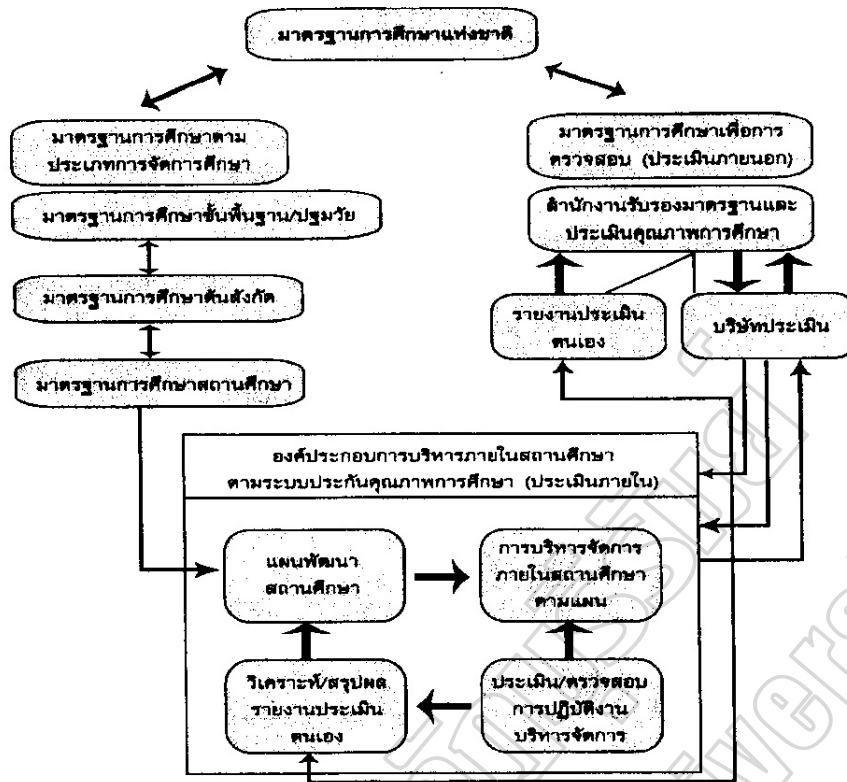 มาตรฐานการศึกษาแห่งชาติ
มาตรฐานการศึกษาตาม
ประเภทการจัดการศึกษา
มาตรฐานการศึกษาเพื่อการ
ตรวจสอบ (ประเมินภายนอก)
มาตรฐานการศึกษาขั้นพื้นฐาน/ปฐมวัย
สำนักงานรับรองมาตรฐานและ
ประเมินคุณภาพการศึกษา
มาตรฐานการศึกษาต้นสังกัด
รายงานประเมิน
ตนเอง
บริษัทประเมิน
มาตรฐานการศึกษาสถานศึกษา
องค์ประกอบการบริหารภายในสถานศึกษา
ตามระบบประกันคุณภาพการศึกษา (ประเมินภายใน)
แผนพัฒนา
สถานศึกษา
การบริหารจัดการ
ภายในสถานศึกษา
ตามแผน
วิเคราะห์/สรุปผล
รายงานประเมิน
ตนเอง
ประเมิน/ตรวจสอบ
การปฏิบัติงาน
บริหารจัดการ